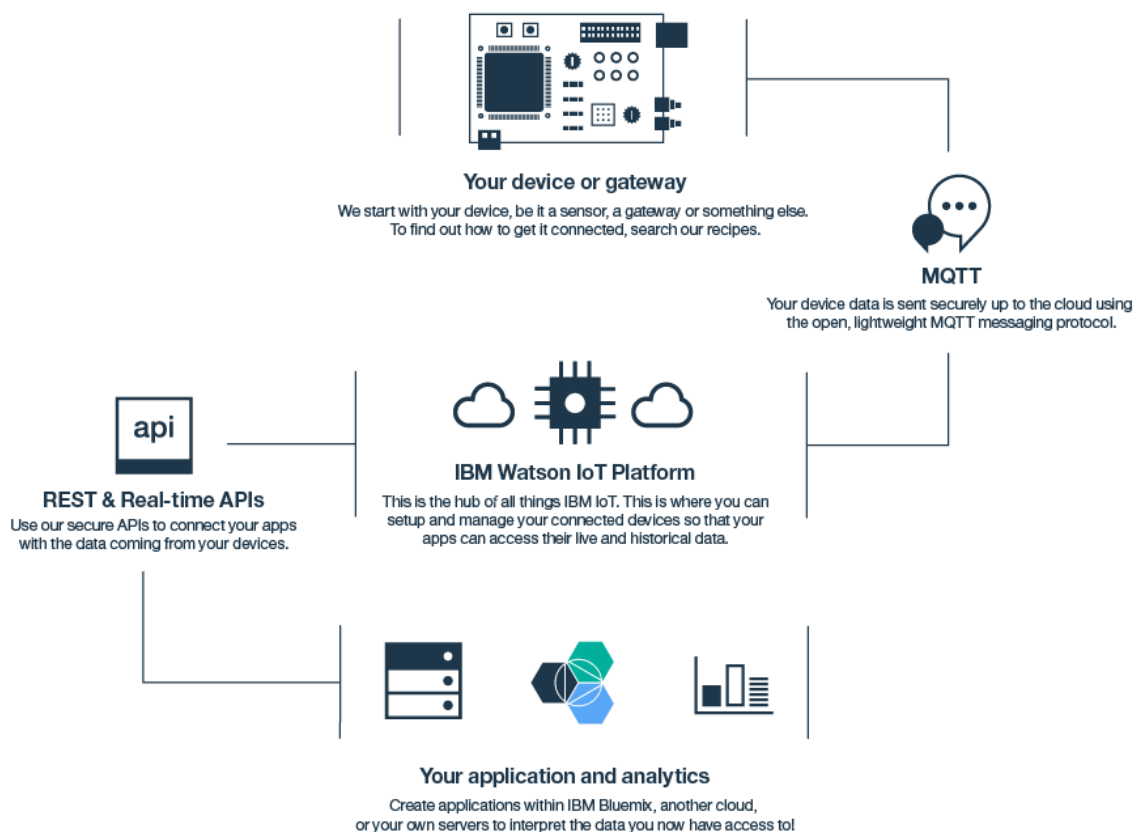 Your device or gateway
We start with your device, be it a sensor, a gateway or something else.
To find out how to get it connected, search our recipes.
MQTT
Your device data is sent securely up to the cloud using
the open, lightweight MQTT messaging protocol.
api
REST & Real-time APIs
Use our secure APIs to connect your apps
with the data coming from your devices.
IBM Watson IoT Platform
This is the hub of all things IBM IoT. This is where you can
setup and manage your connected devices so that your
apps can access their live and historical data.
Your application and analytics
Create applications within IBM Bluemix, another cloud,
or your own servers to interpret the data you now have access to!